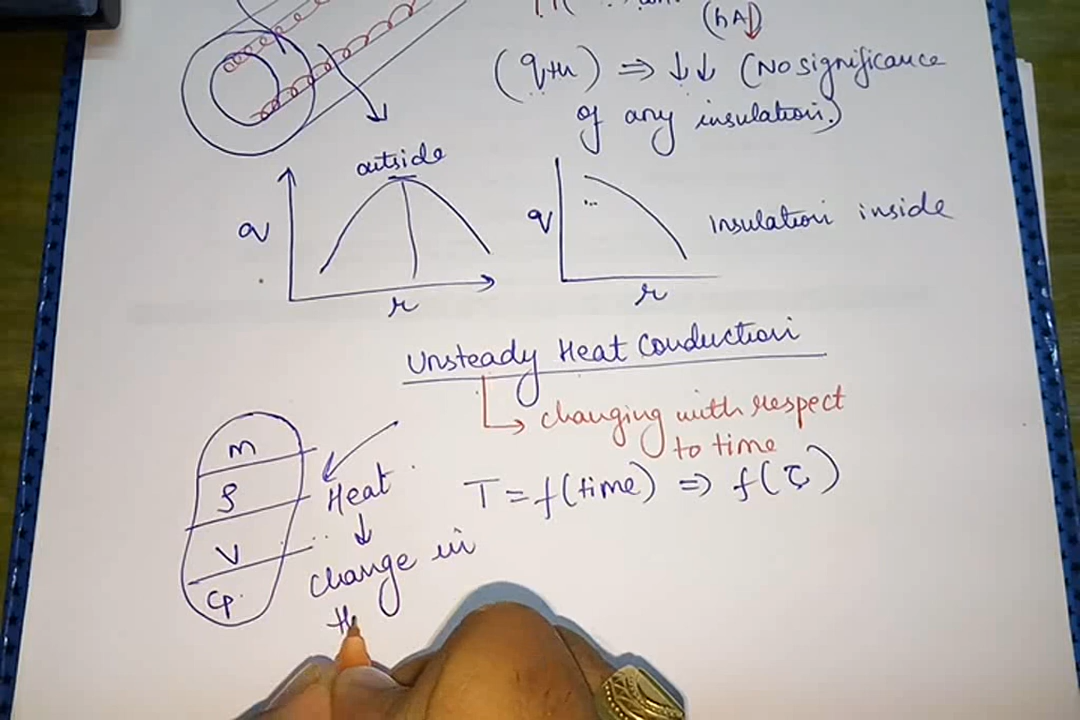 (hA)
(q+u) ⇒ ↓↓ (No significance
of any insulation.)
outside
q
r
q
r
insulation inside
Unsteady Heat Conduction
changing with respect
to time
T = f(time) ⇒ f(τ)
m
ρ
V
Cp
Heat
↓
change in